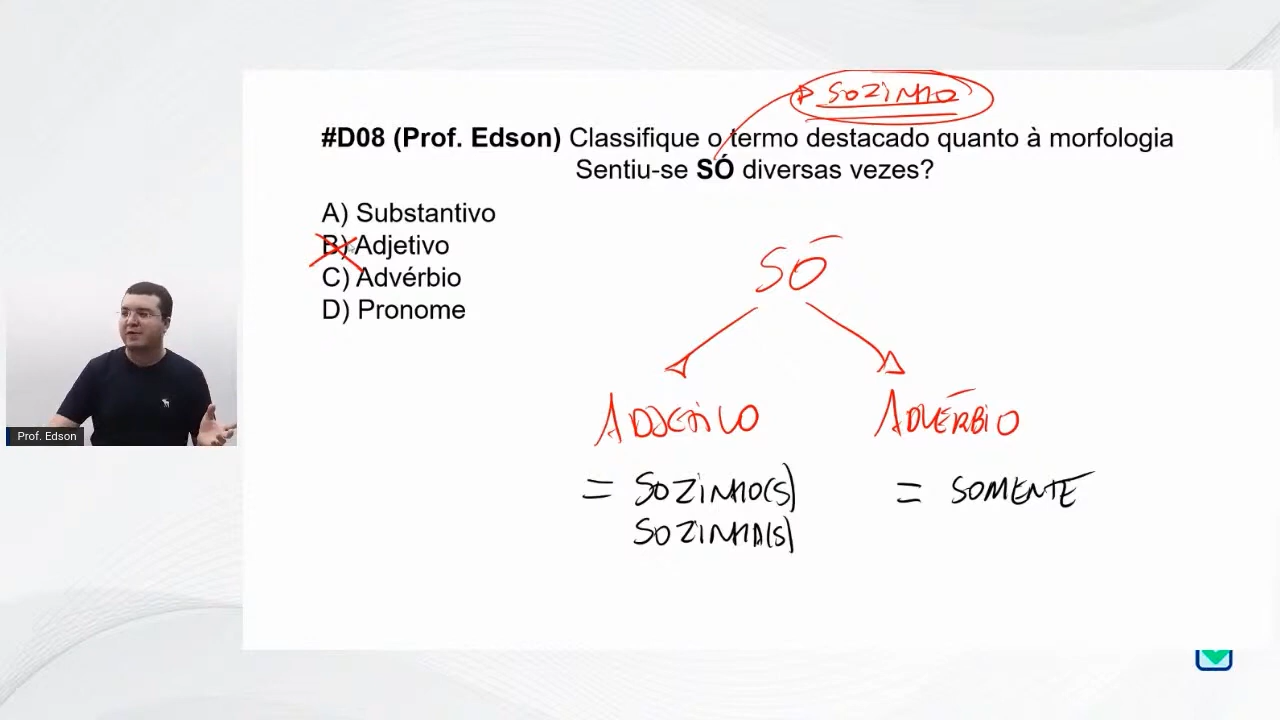 SOZINHO
#D08 (Prof. Edson) Classifique o termo destacado quanto à morfologia
Sentiu-se SÓ diversas vezes?
A) Substantivo
B) Adjetivo
C) Advérbio
D) Pronome
SÓ
ADJETIVO ADVÉRBIO
= SOZINHO(S) = SOMENTE
SOZINHA(S)
Prof. Edson